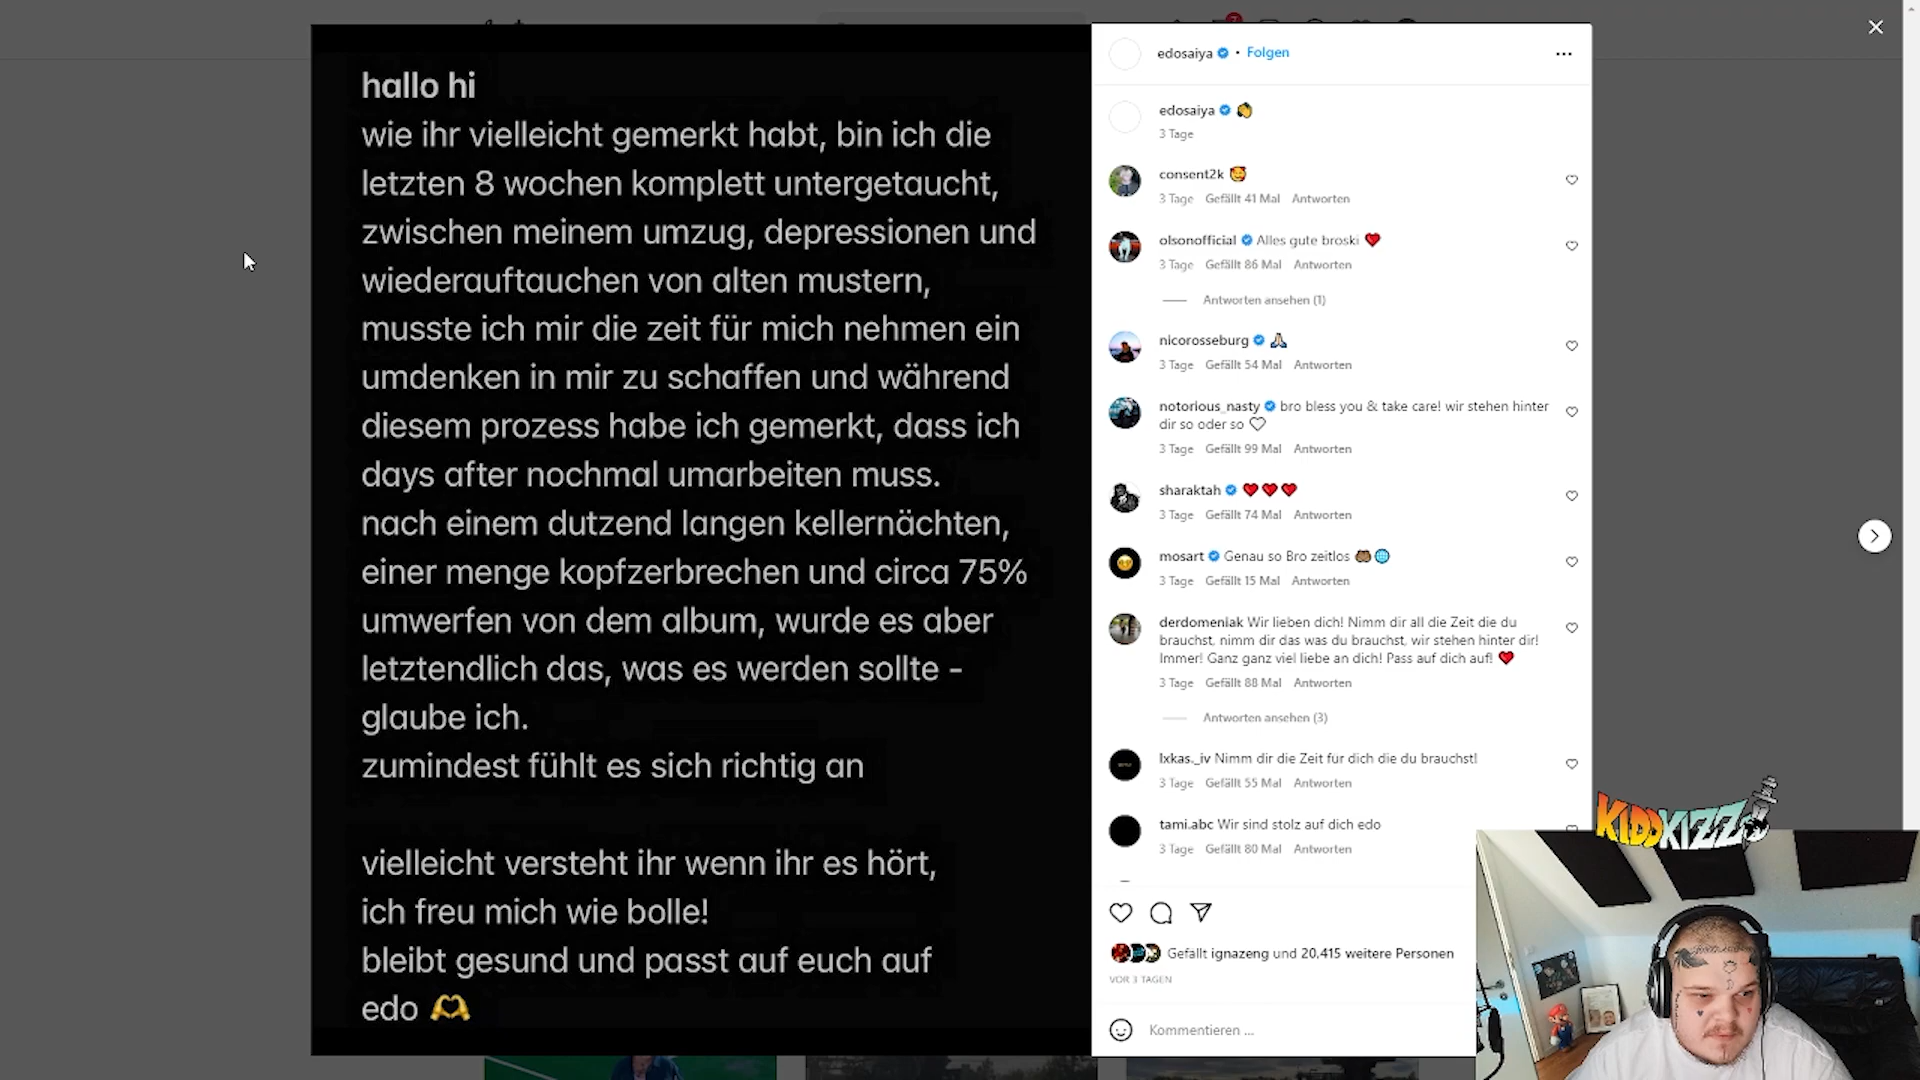 hallo hi
wie ihr vielleicht gemerkt habt, bin ich die
letzten 8 wochen komplett untergetaucht,
zwischen meinem umzug, depressionen und
wiederauftauchen von alten mustern,
musste ich mir die zeit für mich nehmen ein
umdenken in mir zu schaffen und während
diesem prozess habe ich gemerkt, dass ich
days after nochmal umarbeiten muss.
nach einem dutzend langen kellernächten,
einer menge kopfzerbrechen und circa 75%
umwerfen von dem album, wurde es aber
letztendlich das, was es werden sollte -
glaube ich.
zumindest fühlt es sich richtig an
vielleicht versteht ihr wenn ihr es hört,
ich freu mich wie bolle!
bleibt gesund und passt auf euch auf
edo 🫶
edosaiya • Folgen
edosaiya 👏
3 Tage
consent2k 🥰
3 Tage Gefällt 41 Mal Antworten
olsonofficial Alles gute broski ❤️
3 Tage Gefällt 86 Mal Antworten
Antworten ansehen (1)
nicorosseburg 🙏
3 Tage Gefällt 54 Mal Antworten
notorious_nasty bro bless you & take care! wir stehen hinter
dir so oder so 🤍
3 Tage Gefällt 99 Mal Antworten
sharaktah ❤️❤️❤️
3 Tage Gefällt 74 Mal Antworten
mosart Genau so Bro zeitlos 🤝🏽🌐
3 Tage Gefällt 15 Mal Antworten
derdomeniak Wir lieben dich! Nimm dir all die Zeit die du
brauchst, nimm dir das was du brauchst, wir stehen hinter dir!
Immer! Ganz ganz viel liebe an dich! Pass auf dich auf! ❤️
3 Tage Gefällt 88 Mal Antworten
Antworten ansehen (3)
lxkas._iv Nimm dir die Zeit für dich die du brauchst!
3 Tage Gefällt 55 Mal Antworten
tami.abc Wir sind stolz auf dich edo
3 Tage Gefällt 80 Mal Antworten
Gefällt ignazeng und 20.415 weitere Personen
VOR 3 TAGEN
Kommentieren ...
KIDDKIZZ